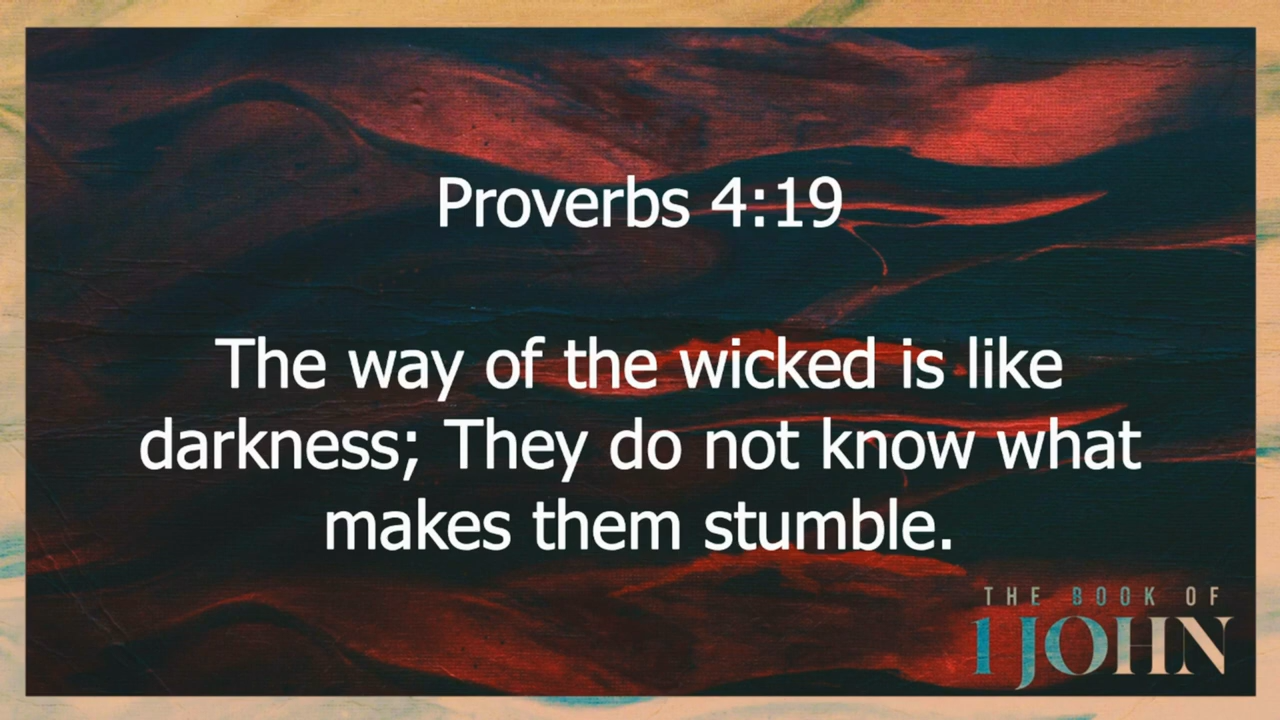 Proverbs 4:19
The way of the wicked is like
darkness; They do not know what
makes them stumble.
THE BOOK OF
1 JOHN